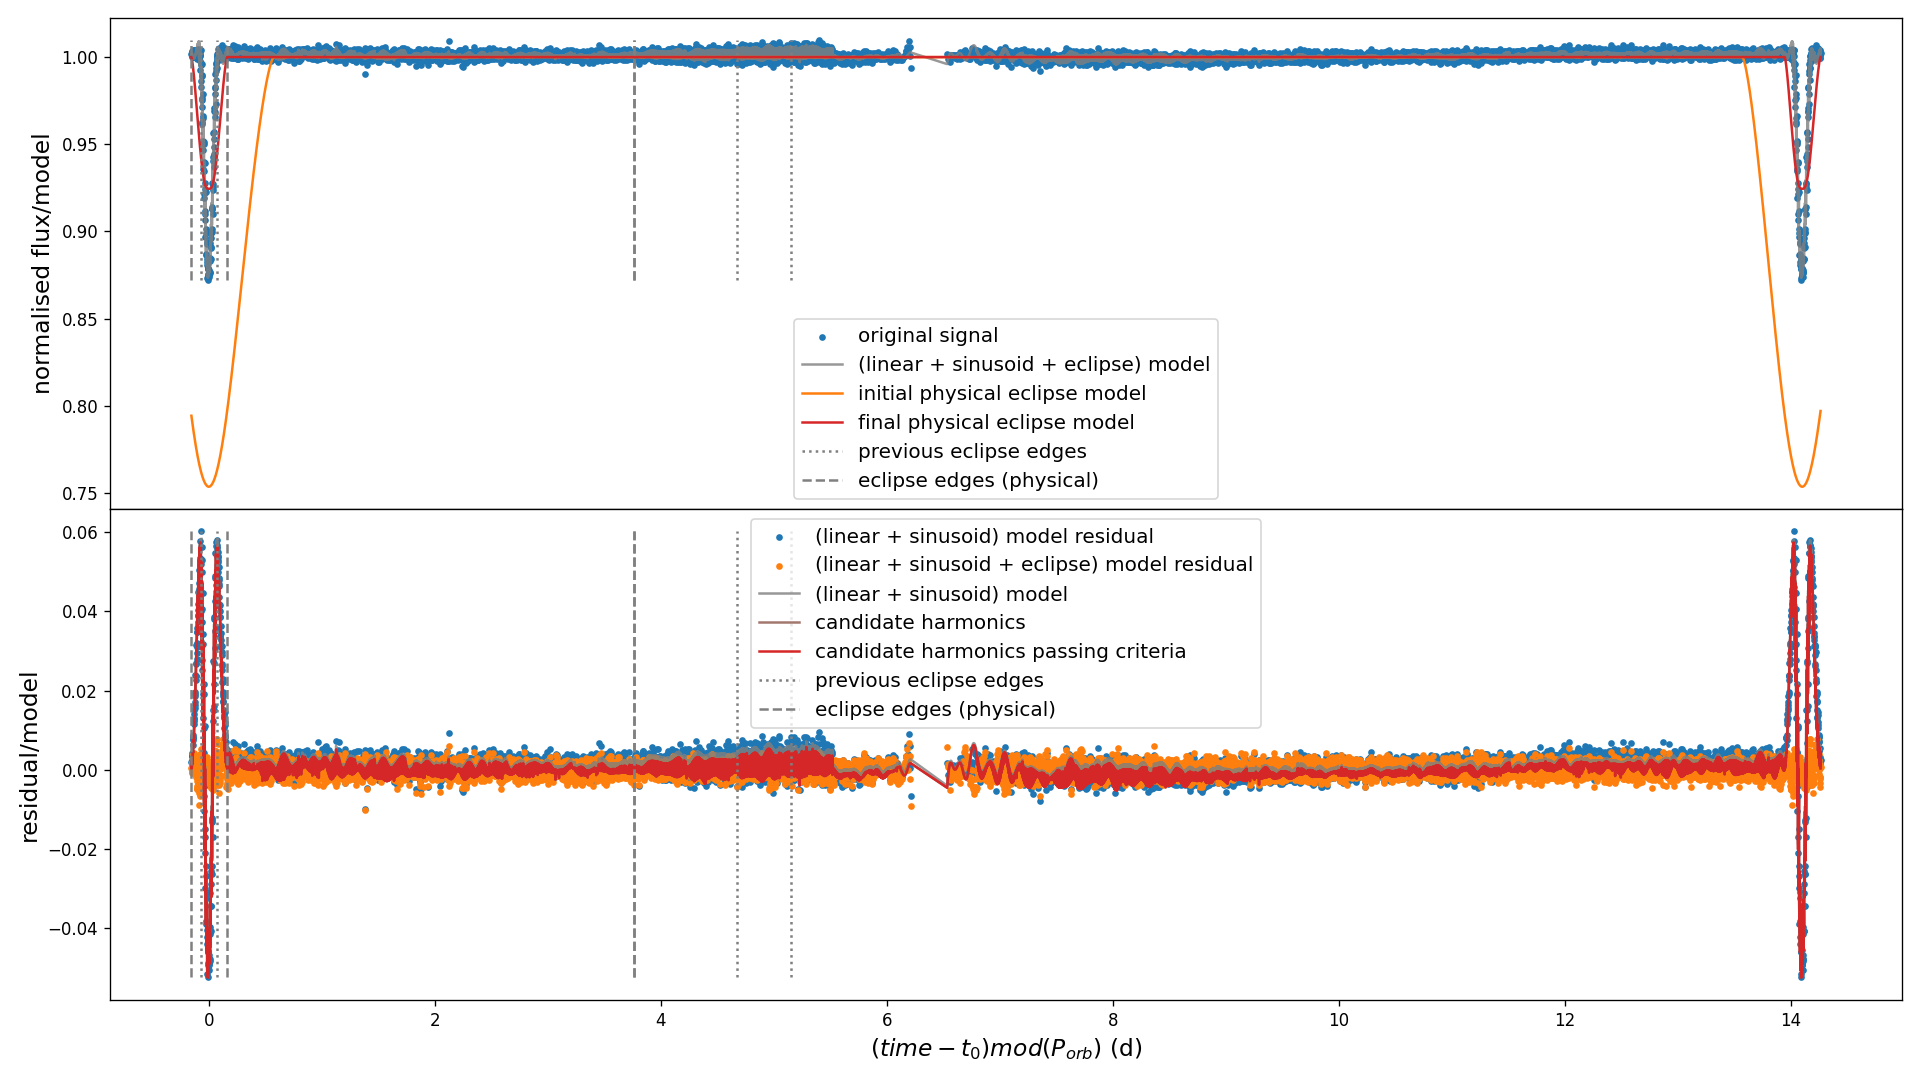 normalised flux/model
1.00
0.95
0.90
0.85
0.80
0.75
original signal
(linear + sinusoid + eclipse) model
initial physical eclipse model
final physical eclipse model
previous eclipse edges
eclipse edges (physical)
residual/model
0.06
0.04
0.02
0.00
−0.02
−0.04
(linear + sinusoid) model residual
(linear + sinusoid + eclipse) model residual
(linear + sinusoid) model
candidate harmonics
candidate harmonics passing criteria
previous eclipse edges
eclipse edges (physical)
0 2 4 6 8 10 12 14
(time − t₀)mod(Pₒᵣb) (d)